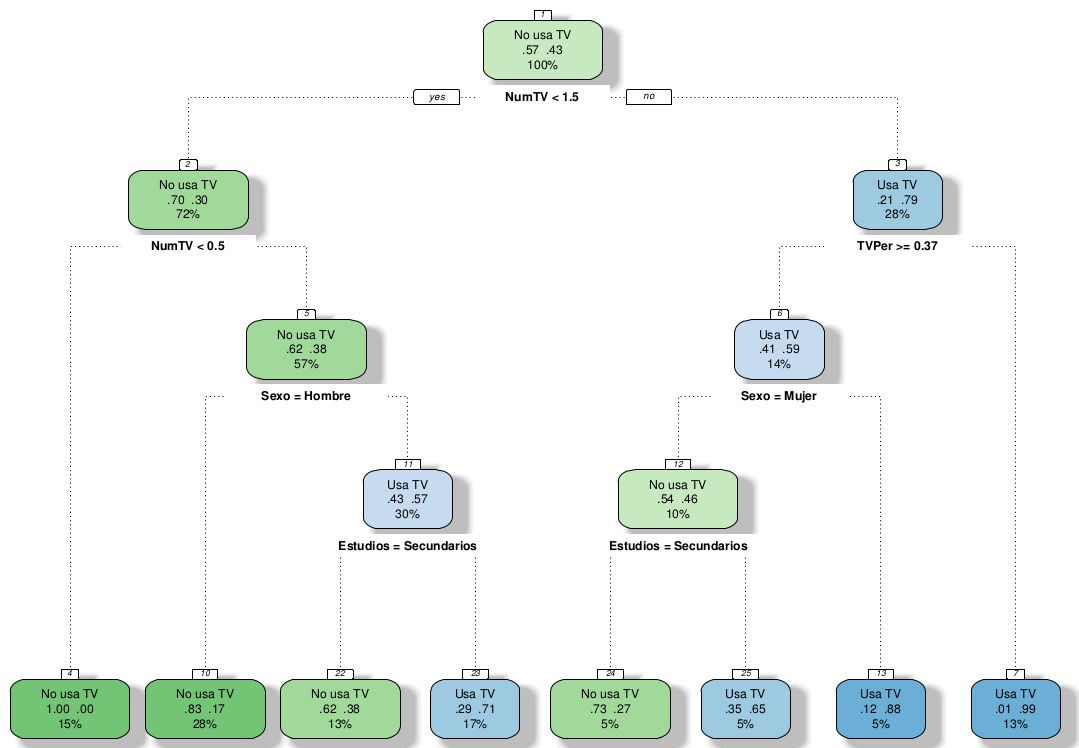 1
No usa TV
.57 .43
100%
yes
NumTV < 1.5
no
2
No usa TV
.70 .30
72%
3
Usa TV
.21 .79
28%
NumTV < 0.5
TVPer >= 0.37
5
No usa TV
.62 .38
57%
6
Usa TV
.41 .59
14%
Sexo = Hombre
Sexo = Mujer
11
Usa TV
.43 .57
30%
12
No usa TV
.54 .46
10%
Estudios = Secundarios
Estudios = Secundarios
4
No usa TV
1.00 .00
15%
10
No usa TV
.83 .17
28%
22
No usa TV
.62 .38
13%
23
Usa TV
.29 .71
17%
24
No usa TV
.73 .27
5%
25
Usa TV
.35 .65
5%
13
Usa TV
.12 .88
5%
7
Usa TV
.01 .99
13%